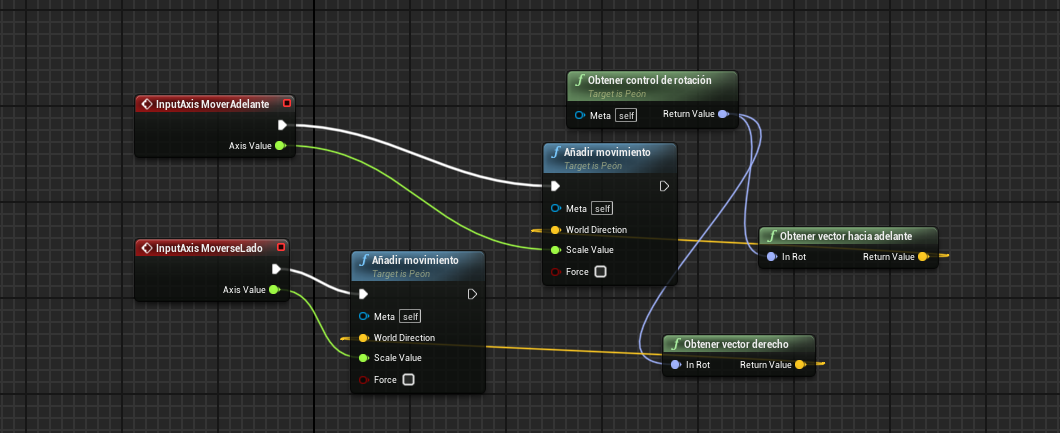 InputAxis MoverAdelante
Axis Value
Obtener control de rotación
Target is Peón
Meta self Return Value
Añadir movimiento
Target is Peón
Meta self
World Direction
Scale Value
Force
Obtener vector hacia adelante
In Rot Return Value
InputAxis MoverseLado
Axis Value
Añadir movimiento
Target is Peón
Meta self
World Direction
Scale Value
Force
Obtener vector derecho
In Rot Return Value